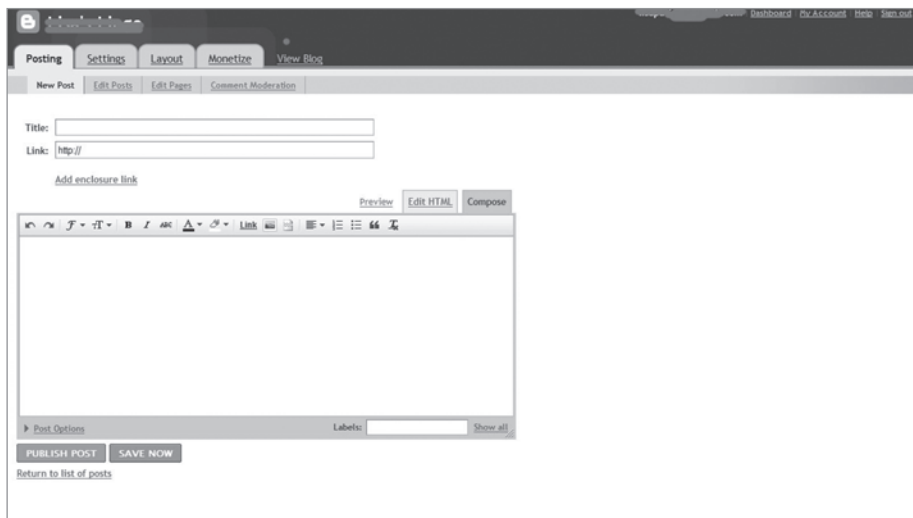 Dashboard | My Account | Help | Sign out
Posting Settings Layout Monetize View Blog
New Post Edit Posts Edit Pages Comment Moderation
Title:
Link: http://
Add enclosure link
Preview Edit HTML Compose
Link
Post Options Labels: Show all
PUBLISH POST SAVE NOW
Return to list of posts